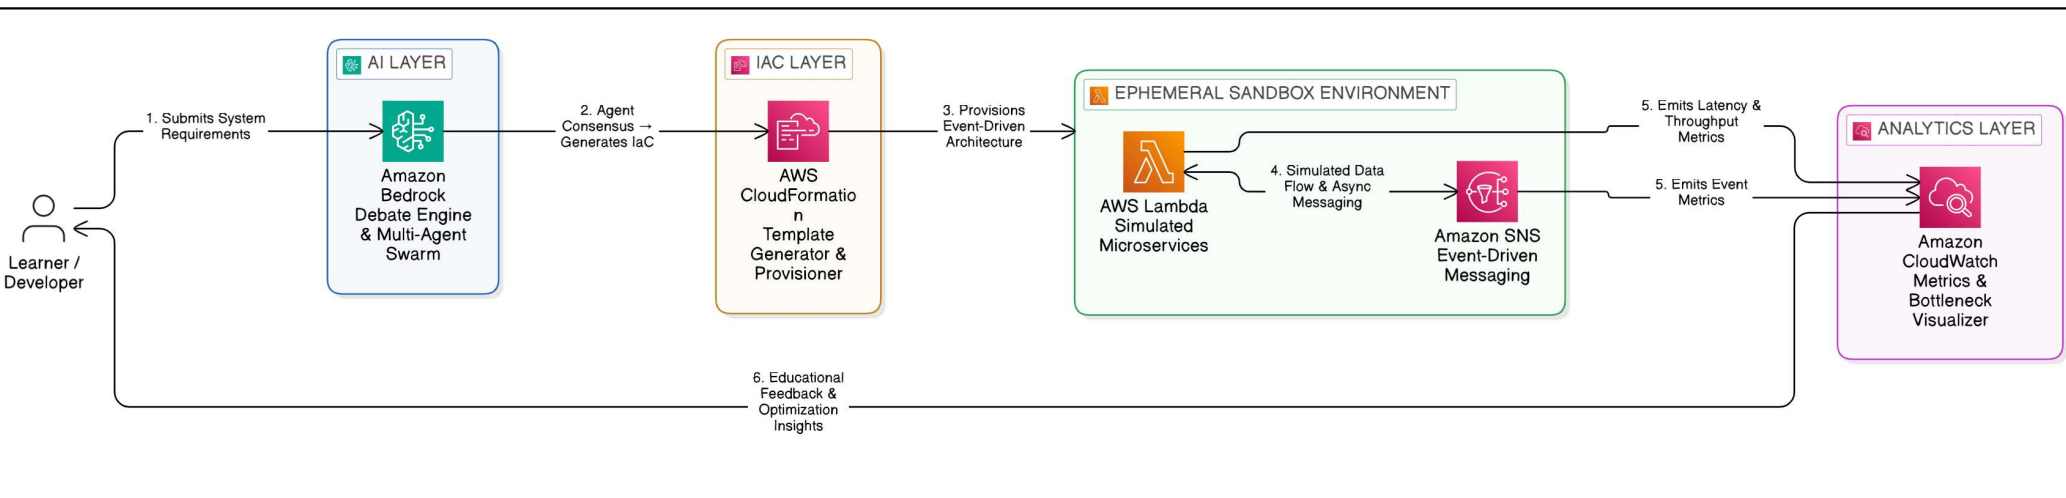 1. Submits System
Requirements
Learner /
Developer
AI LAYER
Amazon
Bedrock
Debate Engine
& Multi-Agent
Swarm
2. Agent
Consensus →
Generates IaC
IAC LAYER
AWS
CloudFormatio
n
Template
Generator &
Provisioner
3. Provisions
Event-Driven
Architecture
EPHEMERAL SANDBOX ENVIRONMENT
AWS Lambda
Simulated
Microservices
4. Simulated Data
Flow & Async
Messaging
Amazon SNS
Event-Driven
Messaging
5. Emits Latency &
Throughput
Metrics
5. Emits Event
Metrics
ANALYTICS LAYER
Amazon
CloudWatch
Metrics &
Bottleneck
Visualizer
6. Educational
Feedback &
Optimization
Insights